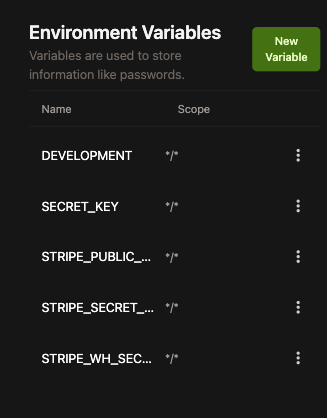 Environment Variables
New
Variable
Variables are used to store
information like passwords.
Name Scope
DEVELOPMENT */*
SECRET_KEY */*
STRIPE_PUBLIC_... */*
STRIPE_SECRET_... */*
STRIPE_WH_SEC... */*